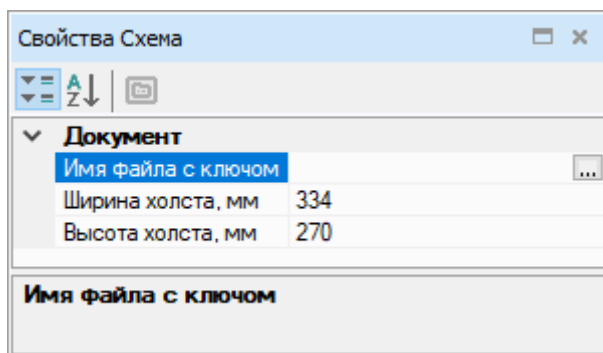 Свойства Схема
A
Z
Документ
Имя файла с ключом ...
Ширина холста, мм 334
Высота холста, мм 270
Имя файла с ключом